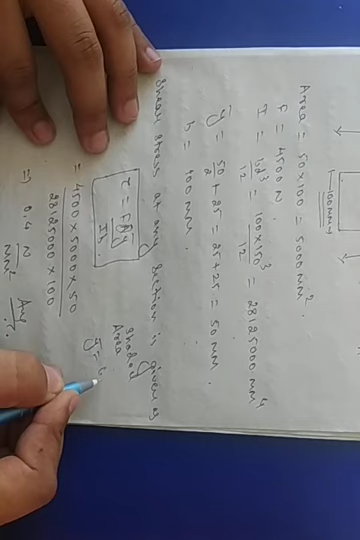 100mm
Area = 50 x 100 = 5000 mm²
F = 4500 N
I = bd³/12 = 100 x 150³/12 = 28125000 mm⁴
ȳ = 50/2 + 25 = 25 + 25 = 50 mm.
b = 100 mm.
Shear stress at any section is given as
τ = FAȳ/Ib
Shaded
Area
ȳ =
= 4500 x 5000 x 50 / 28125000 x 100
⇒ 0.4 N/mm² Ans.